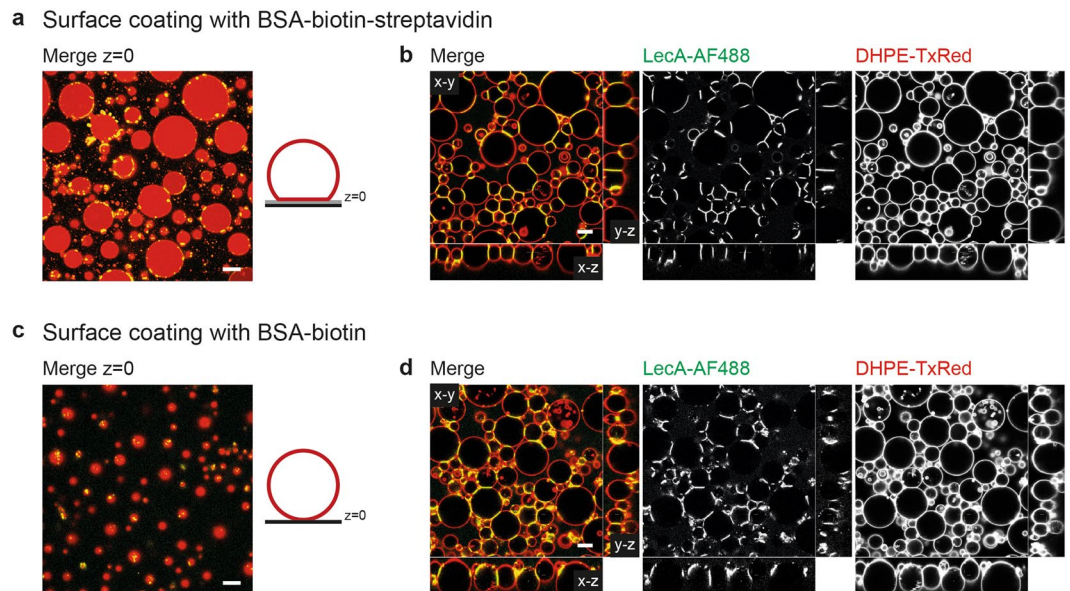 a Surface coating with BSA-biotin-streptavidin
Merge z=0
z=0
b Merge LecA-AF488 DHPE-TxRed
x-y
y-z
x-z
c Surface coating with BSA-biotin
Merge z=0
z=0
d Merge LecA-AF488 DHPE-TxRed
x-y
y-z
x-z